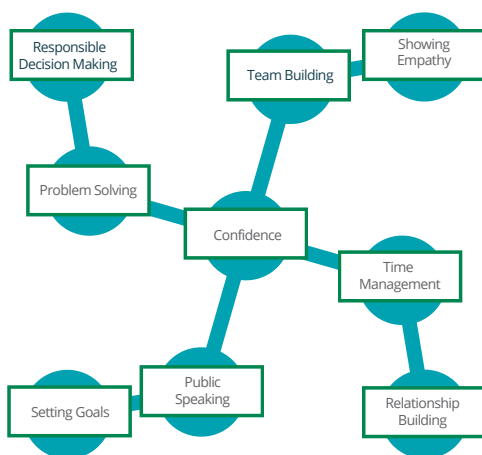 Responsible
Decision Making
Team Building
Showing
Empathy
Problem Solving
Confidence
Time
Management
Public
Speaking
Setting Goals
Relationship
Building